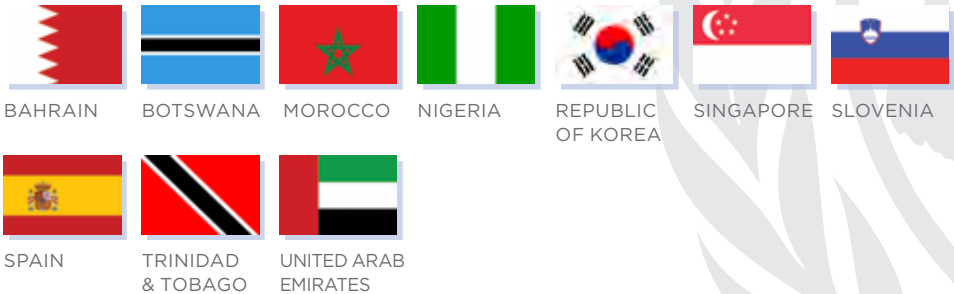 BAHRAIN
BOTSWANA
MOROCCO
NIGERIA
REPUBLIC
OF KOREA
SINGAPORE
SLOVENIA
SPAIN
TRINIDAD
& TOBAGO
UNITED ARAB
EMIRATES